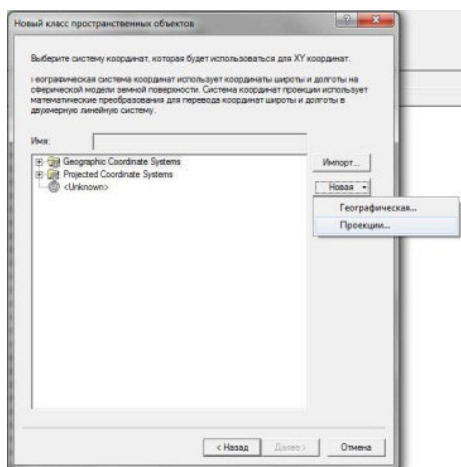 Новый класс пространственных объектов
Выберите систему координат, которая будет использоваться для XY координат.
географическая система координат использует координаты широты и долготы на
сферической модели земной поверхности. Система координат проекции использует
математические преобразования для перевода координат широты и долготы в
двухмерную линейную систему.
Имя:
Geographic Coordinate Systems
Projected Coordinate Systems
<Unknown>
Импорт...
Новая
Географическая...
Проекции...
< Назад
Далее >
Отмена